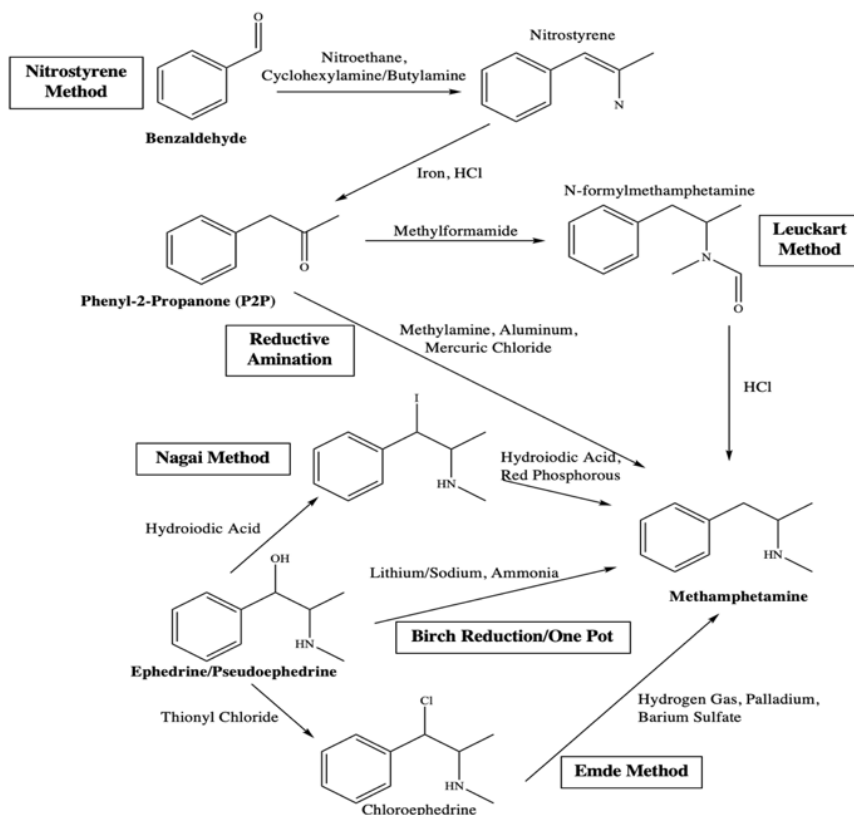 O
Nitrostyrene
Nitrostyrene
Method
Nitroethane,
Cyclohexylamine/Butylamine
N
Benzaldehyde
Iron, HCl
N-formylmethamphetamine
Methylformamide
Leuckart
Method
O
N
O
Phenyl-2-Propanone (P2P)
Reductive
Amination
Methylamine, Aluminum,
Mercuric Chloride
HCl
I
Nagai Method
HN
Hydroiodic Acid,
Red Phosphorous
Hydroiodic Acid
OH
HN
Lithium/Sodium, Ammonia
HN
Methamphetamine
Birch Reduction/One Pot
Ephedrine/Pseudoephedrine
Thionyl Chloride
Cl
Hydrogen Gas, Palladium,
Barium Sulfate
HN
Emde Method
Chloroephedrine